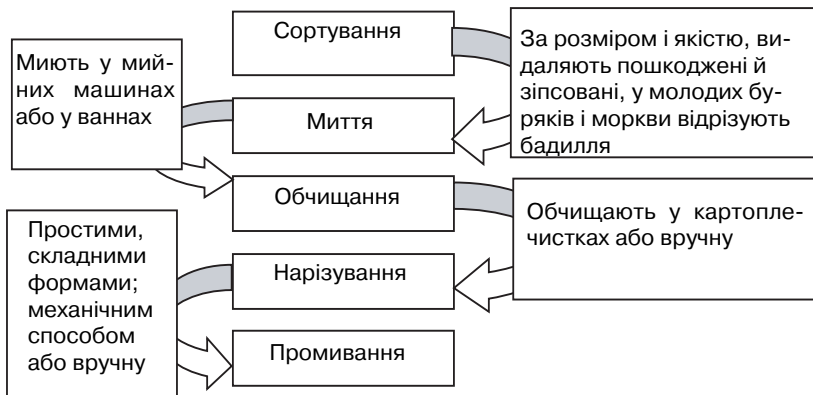 Сортування
За розміром і якістю, ви-
даляють пошкоджені й
зіпсовані, у молодих бу-
ряків і моркви відрізують
бадилля
Миють у мий-
них машинах
або у ваннах
Миття
Обчищання
Обчищають у картопле-
чистках або вручну
Простими,
складними
формами;
механічним
способом
або вручну
Нарізування
Промивання